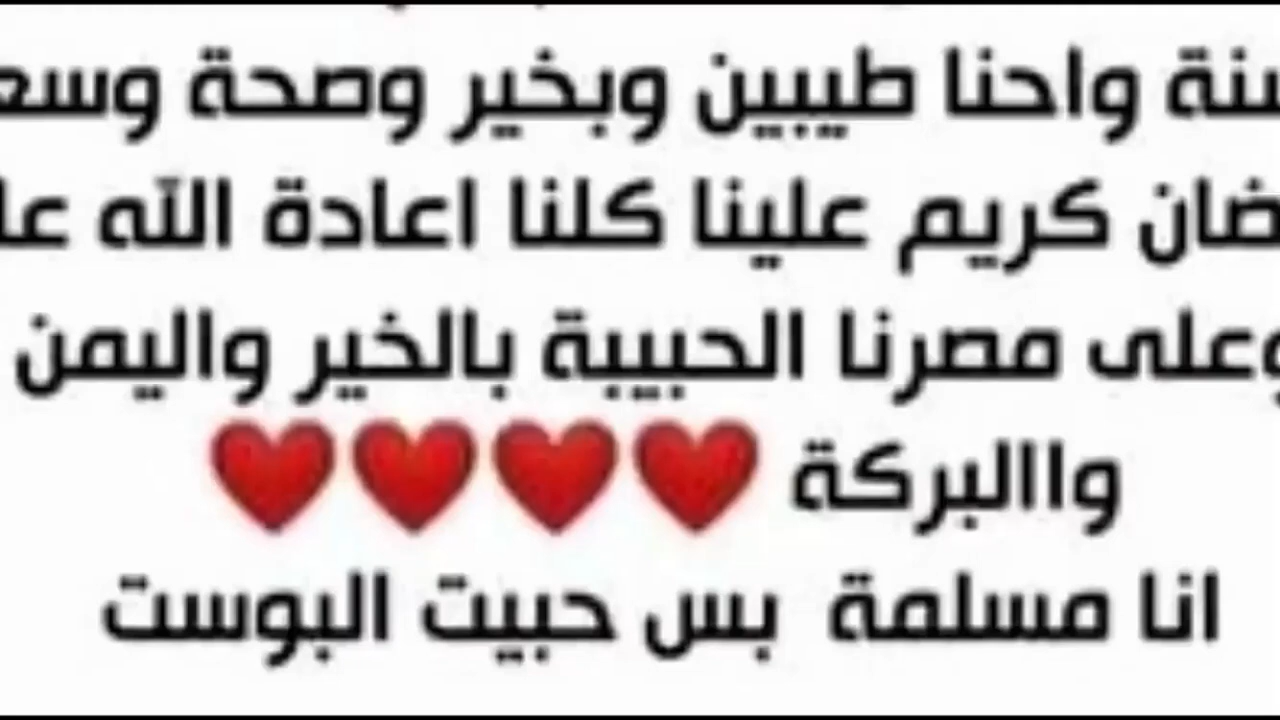 سنة واحنا طيبين وبخير وصحة وسع
ضان كريم علينا كلنا اعادة الله عل
وعلى مصرنا الحبيبة بالخير واليمن
واالبركة ❤️❤️❤️❤️
انا مسلمة بس حبيت البوست